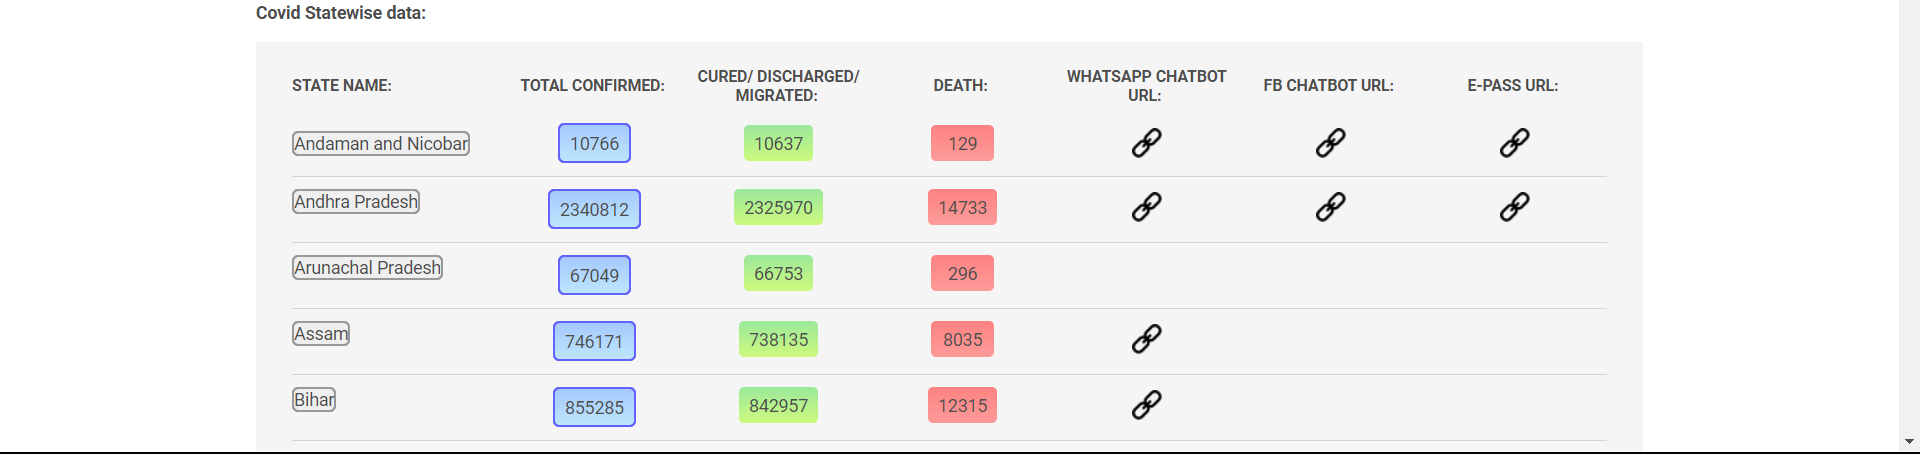 Covid Statewise data:
STATE NAME: TOTAL CONFIRMED: CURED/ DISCHARGED/ MIGRATED: DEATH: WHATSAPP CHATBOT URL: FB CHATBOT URL: E-PASS URL:
Andaman and Nicobar 10766 10637 129
Andhra Pradesh 2340812 2325970 14733
Arunachal Pradesh 67049 66753 296
Assam 746171 738135 8035
Bihar 855285 842957 12315